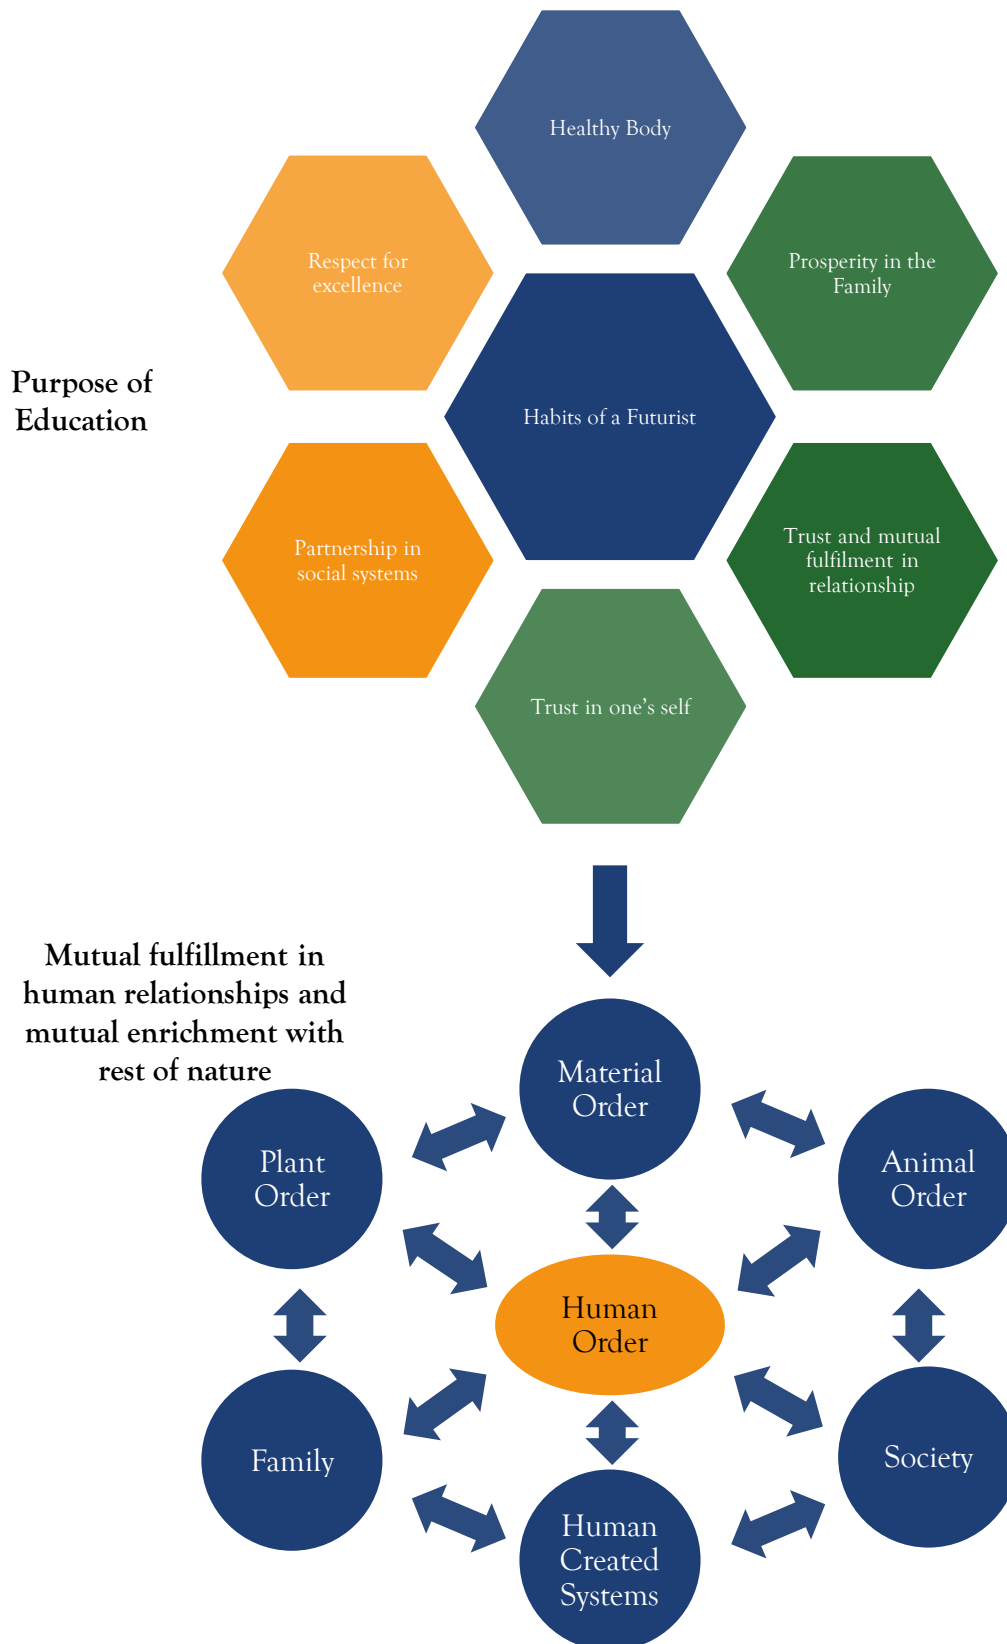 Healthy Body
Respect for
excellence
Prosperity in the
Family
Purpose of
Education
Habits of a Futurist
Partnership in
social systems
Trust and mutual
fulfilment in
relationship
Trust in one’s self
Mutual fulfillment in
human relationships and
mutual enrichment with
rest of nature
Material
Order
Plant
Order
Animal
Order
Human
Order
Family
Society
Human
Created
Systems